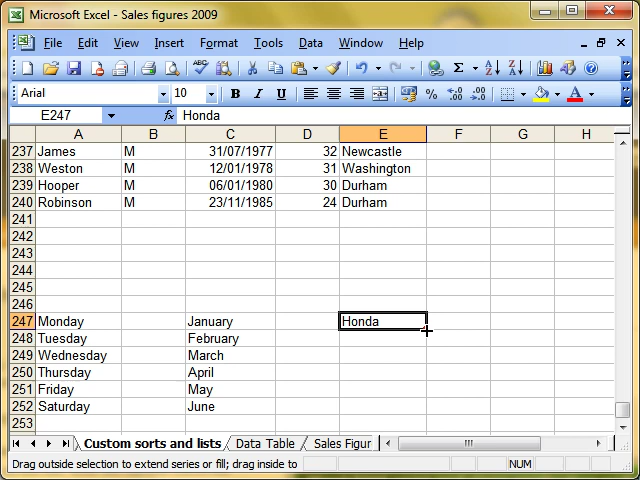 Microsoft Excel - Sales figures 2009
File Edit View Insert Format Tools Data Window Help
Arial 10 B I U %
E247 Honda
A B C D E F G H
237 James M 31/07/1977 32 Newcastle
238 Weston M 12/01/1978 31 Washington
239 Hooper M 06/01/1980 30 Durham
240 Robinson M 23/11/1985 24 Durham
241
242
243
244
245
246
247 Monday January Honda
248 Tuesday February
249 Wednesday March
250 Thursday April
251 Friday May
252 Saturday June
253
Custom sorts and lists Data Table Sales Figur
Drag outside selection to extend series or fill; drag inside to NUM